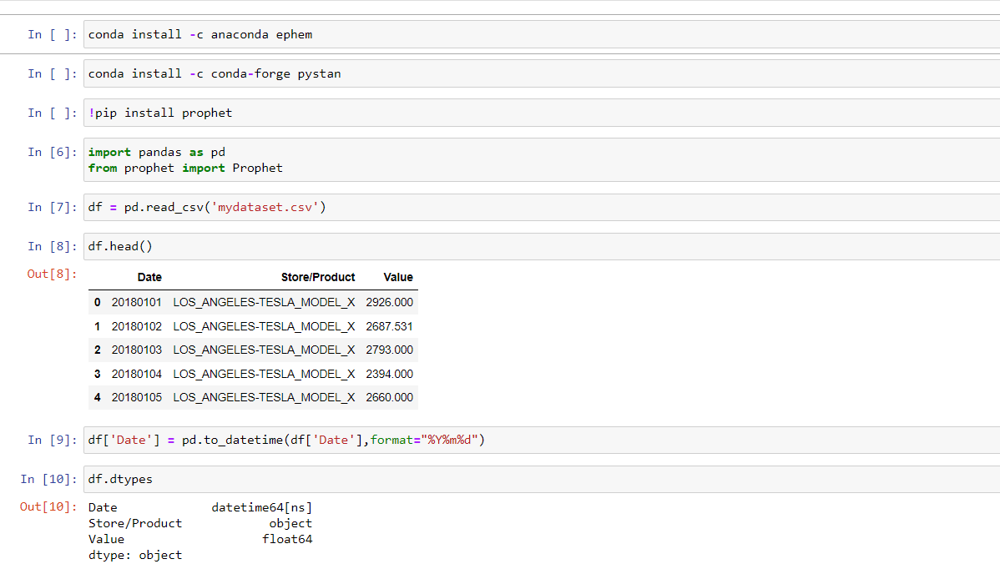 In [ ]: conda install -c anaconda ephem
In [ ]: conda install -c conda-forge pystan
In [ ]: !pip install prophet
In [6]: import pandas as pd
from prophet import Prophet
In [7]: df = pd.read_csv('mydataset.csv')
In [8]: df.head()
Out[8]:
Date Store/Product Value
0 20180101 LOS_ANGELES-TESLA_MODEL_X 2926.000
1 20180102 LOS_ANGELES-TESLA_MODEL_X 2687.531
2 20180103 LOS_ANGELES-TESLA_MODEL_X 2793.000
3 20180104 LOS_ANGELES-TESLA_MODEL_X 2394.000
4 20180105 LOS_ANGELES-TESLA_MODEL_X 2660.000
In [9]: df['Date'] = pd.to_datetime(df['Date'],format="%Y%m%d")
In [10]: df.dtypes
Out[10]: Date datetime64[ns]
Store/Product object
Value float64
dtype: object